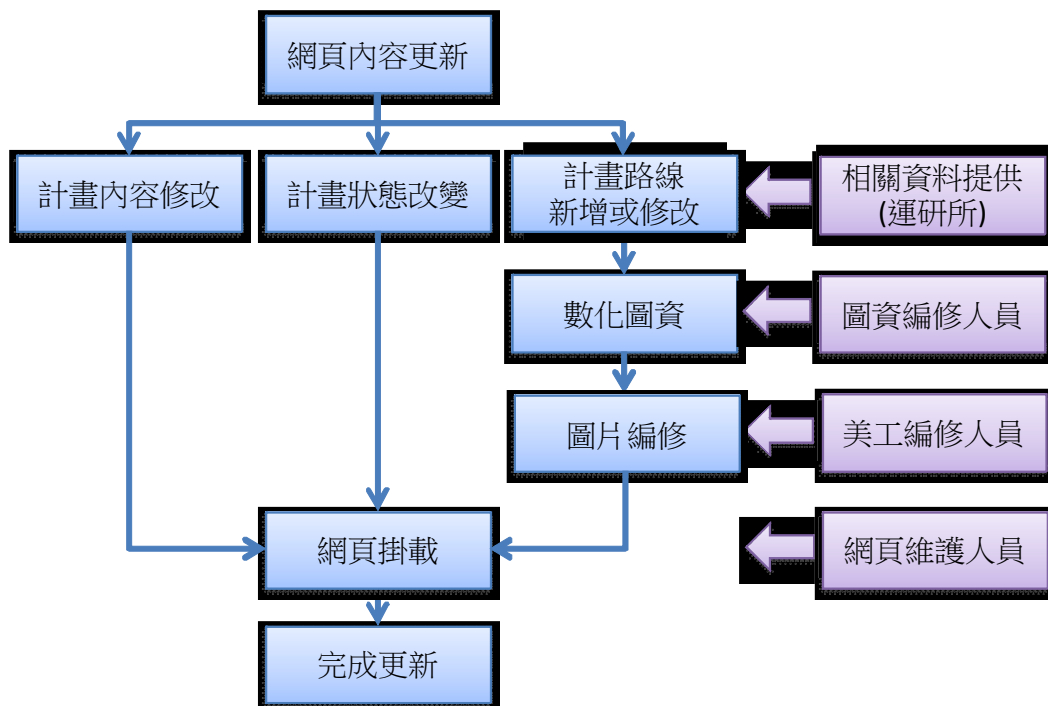 網頁內容更新
計畫內容修改
計畫狀態改變
計畫路線
新增或修改
相關資料提供
(運研所)
數化圖資
圖資編修人員
圖片編修
美工編修人員
網頁掛載
網頁維護人員
完成更新